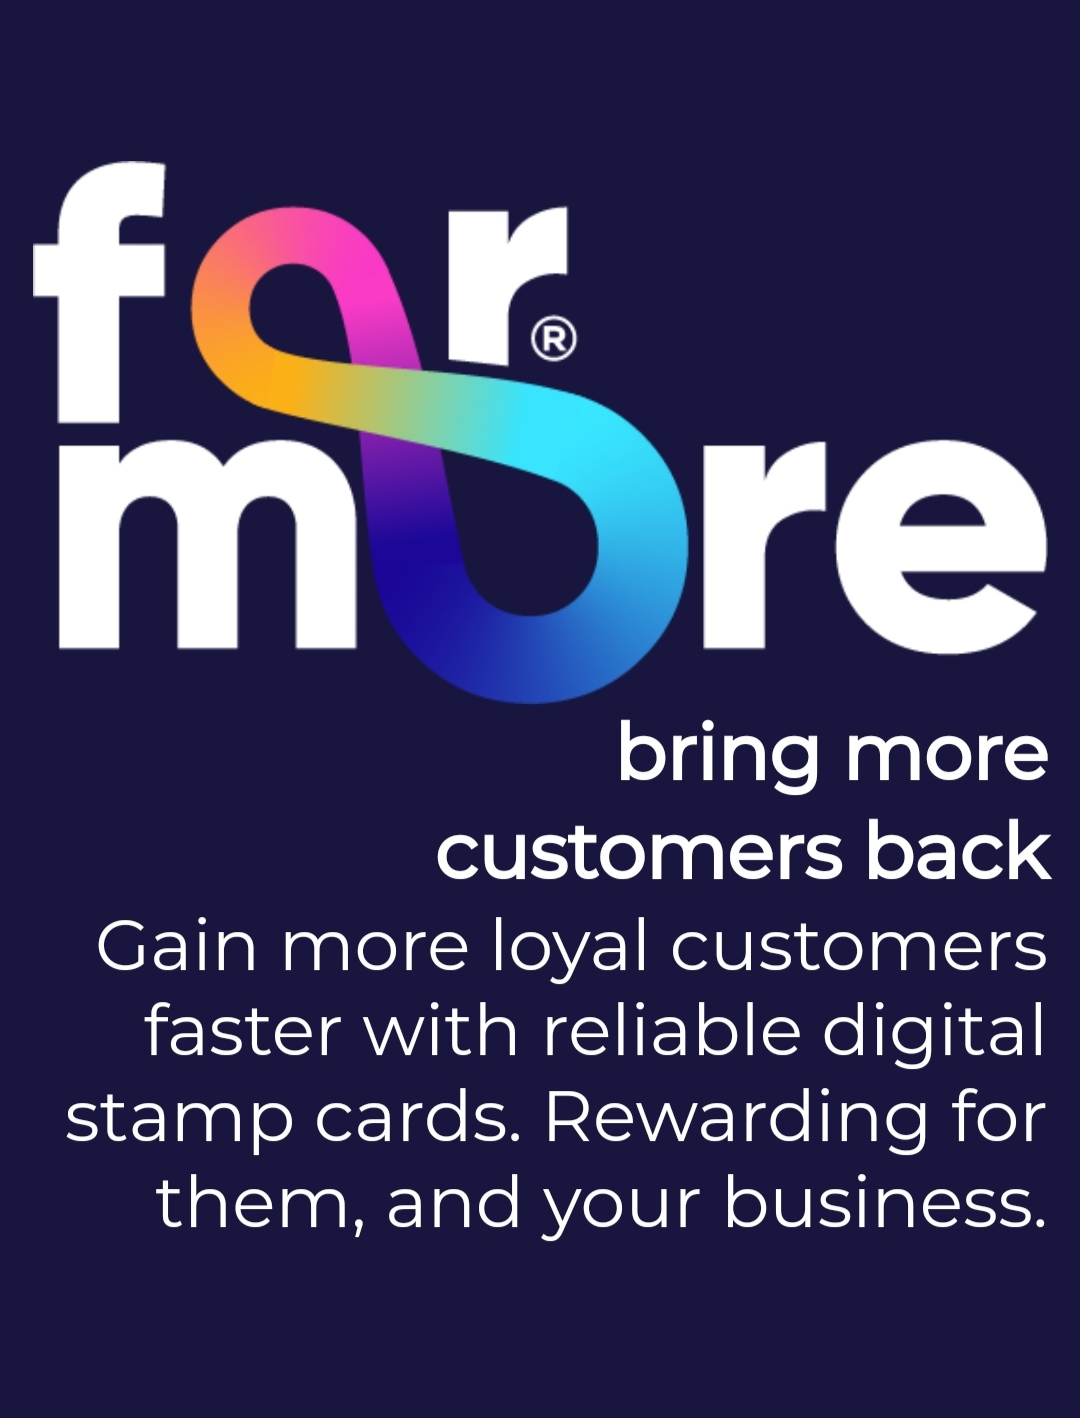 for®
more
bring more
customers back
Gain more loyal customers
faster with reliable digital
stamp cards. Rewarding for
them, and your business.